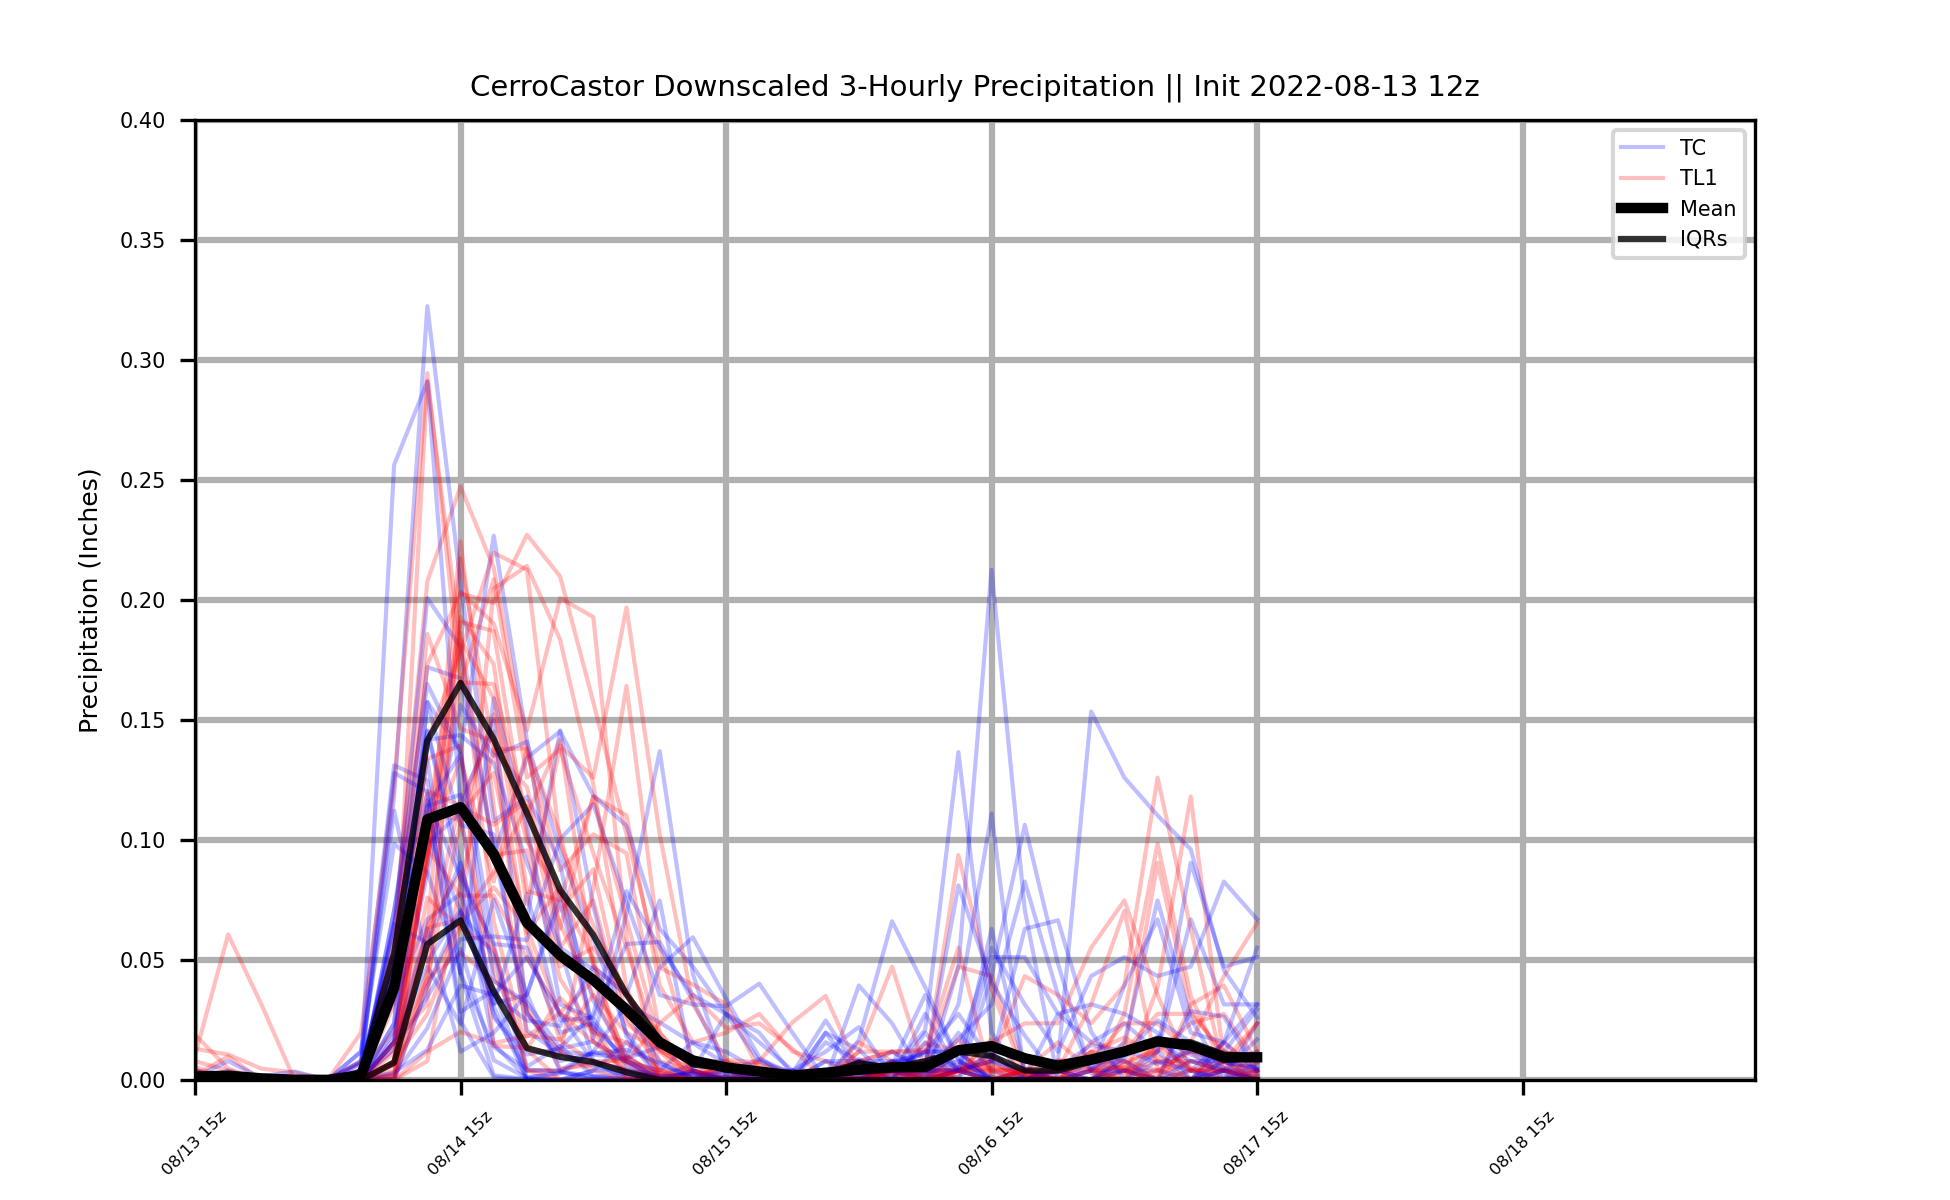 CerroCastor Downscaled 3-Hourly Precipitation || Init 2022-08-13 12z
TC
TL1
Mean
IQRs
Precipitation (Inches)
0.40
0.35
0.30
0.25
0.20
0.15
0.10
0.05
0.00
08/13 15z
08/14 15z
08/15 15z
08/16 15z
08/17 15z
08/18 15z